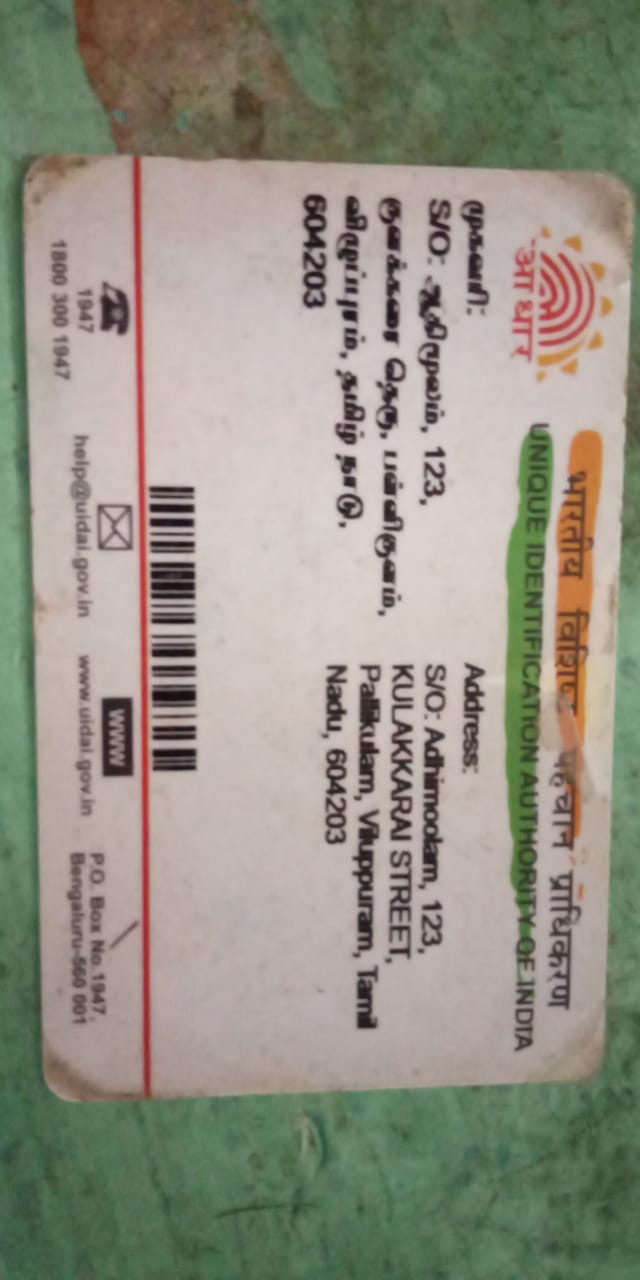 भारतीय विशिष्ट पहचान प्राधिकरण
UNIQUE IDENTIFICATION AUTHORITY OF INDIA
आधार
முகவரி:
S/O: ஆதிமூலம், 123,
குளக்கரை தெரு, பள்ளிகுளம்,
விழுப்புரம், தமிழ் நாடு,
604203
Address:
S/O: Adhimoolam, 123,
KULAKKARAI STREET,
Pallikulam, Viluppuram, Tamil
Nadu, 604203
1947
1800 300 1947
help@uidai.gov.in
WWW
www.uidai.gov.in
P.O. Box No.1947,
Bengaluru-560 001